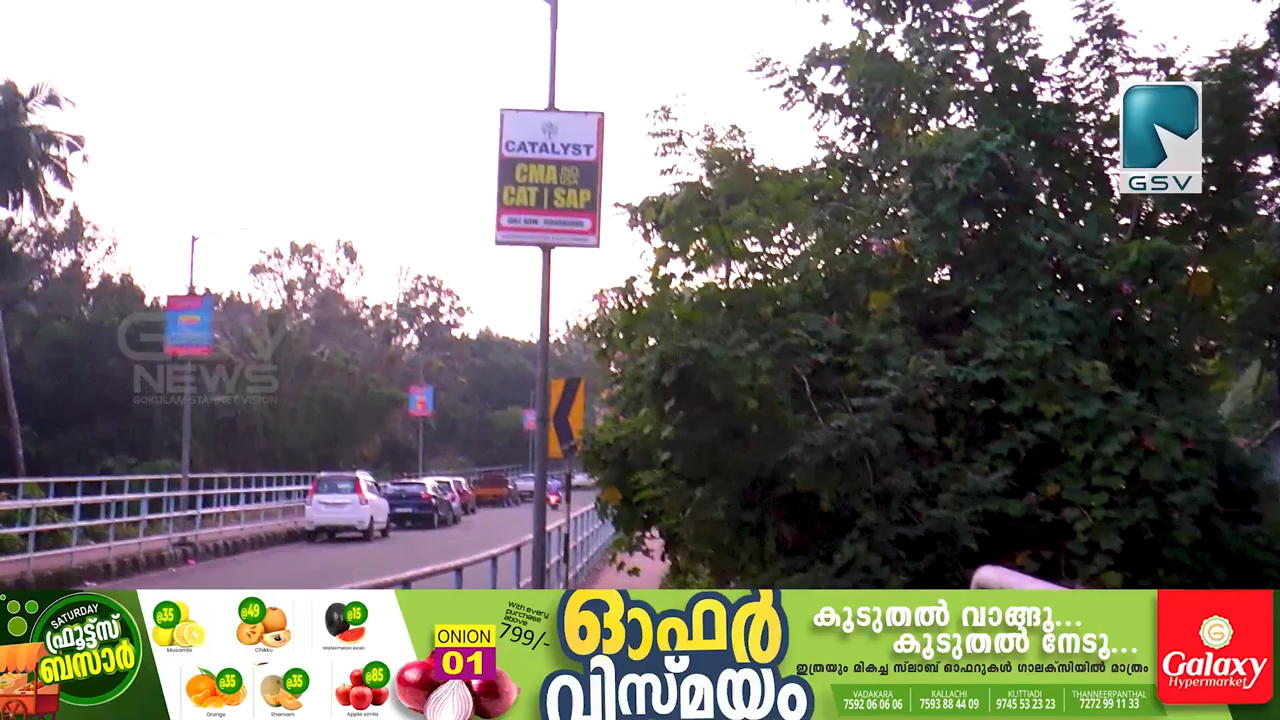 CATALYST
CMA
CAT | SAP
GSV
GSV
NEWS
GOKULAM STARNET VISION
SATURDAY
ഫ്രൂട്ട്സ്
ബസാർ
@35
Musambi
@49
Chikku
@15
Watermelon kiran
@35
Orange
@35
Shamam
@85
Apple simla
ONION
01
With every
purchase
above
799/-
ഓഫർ
വിസ്മയം
കൂടുതൽ വാങ്ങൂ...
കൂടുതൽ നേടൂ...
ഇത്രയും മികച്ച സ്ലാബ് ഓഫറുകൾ ഗാലക്സിയിൽ മാത്രം
VADAKARA
7592 06 06 06
KALLACHI
7593 88 44 09
KUTTIADI
9745 53 23 23
THANNEERPANTHAL
7272 99 11 33
G
Galaxy
Hypermarket